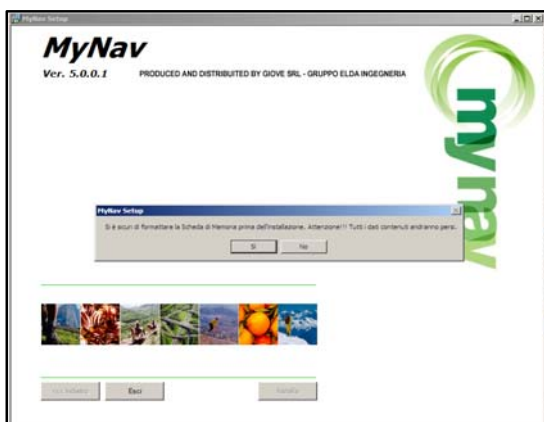 MyNav Setup
MyNav
Ver. 5.0.0.1 PRODUCED AND DISTRIBUITED BY GIOVE SRL - GRUPPO ELDA INGEGNERIA
mynav
MyNav Setup
Si è sicuri di formattare la Scheda di Memoria prima dell'installazione. Attenzione!!! Tutti i dati contenuti andranno persi.
Sì No
<<< Indietro Esci Installa